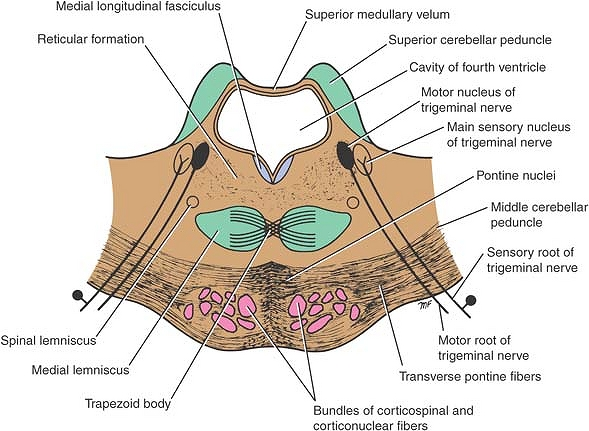 Medial longitudinal fasciculus
Superior medullary velum
Reticular formation
Superior cerebellar peduncle
Cavity of fourth ventricle
Motor nucleus of
trigeminal nerve
Main sensory nucleus
of trigeminal nerve
Pontine nuclei
Middle cerebellar
peduncle
Sensory root of
trigeminal nerve
MF
Spinal lemniscus
Motor root of
trigeminal nerve
Medial lemniscus
Transverse pontine fibers
Trapezoid body
Bundles of corticospinal and
corticonuclear fibers